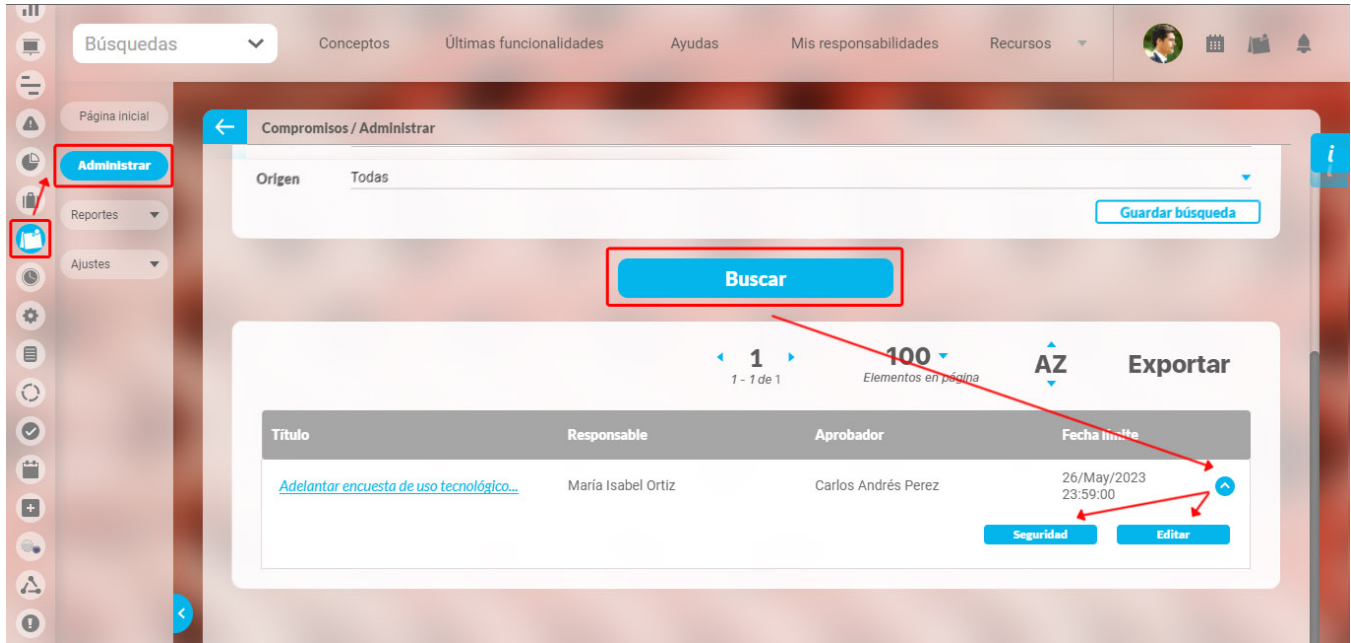 Búsquedas
Conceptos
Últimas funcionalidades
Ayudas
Mis responsabilidades
Recursos
Página inicial
Administrar
Reportes
Ajustes
Compromisos / Administrar
i
Origen
Todas
Guardar búsqueda
Buscar
1
1 - 1 de 1
100
Elementos en página
AZ
Exportar
Título Responsable Aprobador Fecha límite
Adelantar encuesta de uso tecnológico... María Isabel Ortiz Carlos Andrés Perez 26/May/2023
23:59:00
Seguridad
Editar